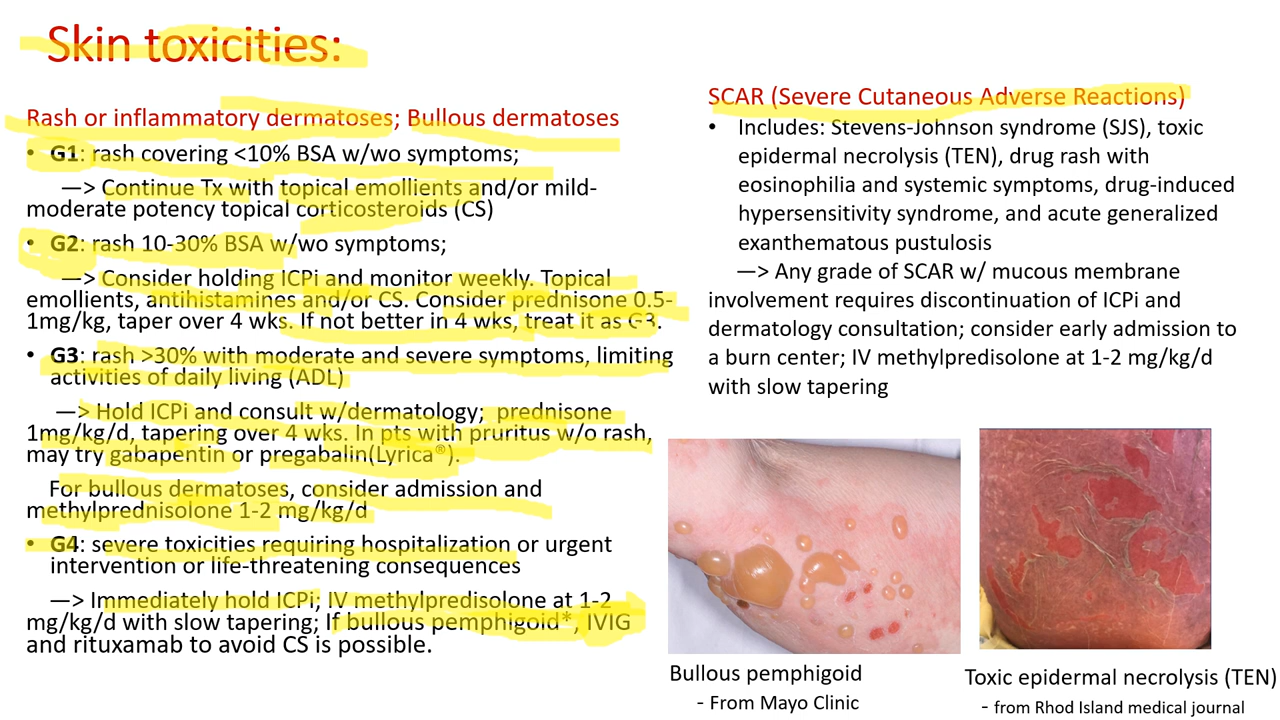 Skin toxicities:
Rash or inflammatory dermatoses; Bullous dermatoses
• G1: rash covering <10% BSA w/wo symptoms;
—> Continue Tx with topical emollients and/or mild-
moderate potency topical corticosteroids (CS)
• G2: rash 10-30% BSA w/wo symptoms;
—> Consider holding ICPi and monitor weekly. Topical
emollients, antihistamines and/or CS. Consider prednisone 0.5-
1mg/kg, taper over 4 wks. If not better in 4 wks, treat it as G3.
• G3: rash >30% with moderate and severe symptoms, limiting
activities of daily living (ADL)
—> Hold ICPi and consult w/dermatology; prednisone
1mg/kg/d, tapering over 4 wks. In pts with pruritus w/o rash,
may try gabapentin or pregabalin(Lyrica®).
For bullous dermatoses, consider admission and
methylprednisolone 1-2 mg/kg/d
• G4: severe toxicities requiring hospitalization or urgent
intervention or life-threatening consequences
—> Immediately hold ICPi; IV methylpredisolone at 1-2
mg/kg/d with slow tapering; If bullous pemphigoid*, IVIG
and rituxamab to avoid CS is possible.
SCAR (Severe Cutaneous Adverse Reactions)
• Includes: Stevens-Johnson syndrome (SJS), toxic
epidermal necrolysis (TEN), drug rash with
eosinophilia and systemic symptoms, drug-induced
hypersensitivity syndrome, and acute generalized
exanthematous pustulosis
—> Any grade of SCAR w/ mucous membrane
involvement requires discontinuation of ICPi and
dermatology consultation; consider early admission to
a burn center; IV methylpredisolone at 1-2 mg/kg/d
with slow tapering
Bullous pemphigoid
- From Mayo Clinic
Toxic epidermal necrolysis (TEN)
- from Rhod Island medical journal